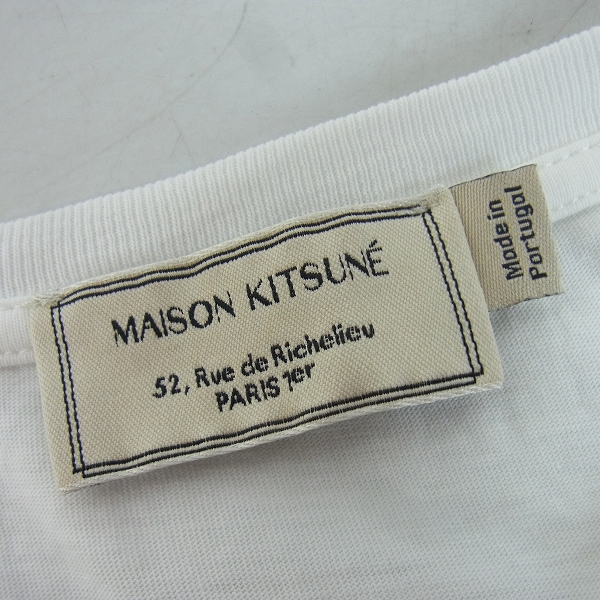 MAISON KITSUNÉ
52, Rue de Richelieu
PARIS 1er
Made in
Portugal